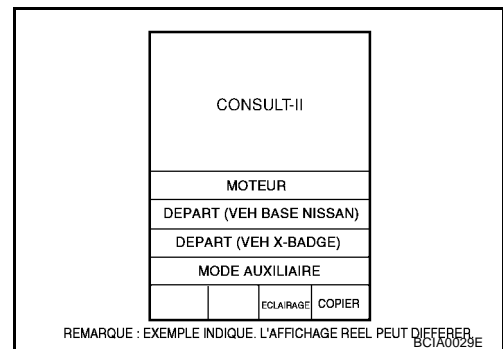 CONSULT-II
MOTEUR
DEPART (VEH BASE NISSAN)
DEPART (VEH X-BADGE)
MODE AUXILIAIRE
ECLAIRAGE COPIER
REMARQUE : EXEMPLE INDIQUE. L'AFFICHAGE REEL PEUT DIFFERER.
BCIA0029E